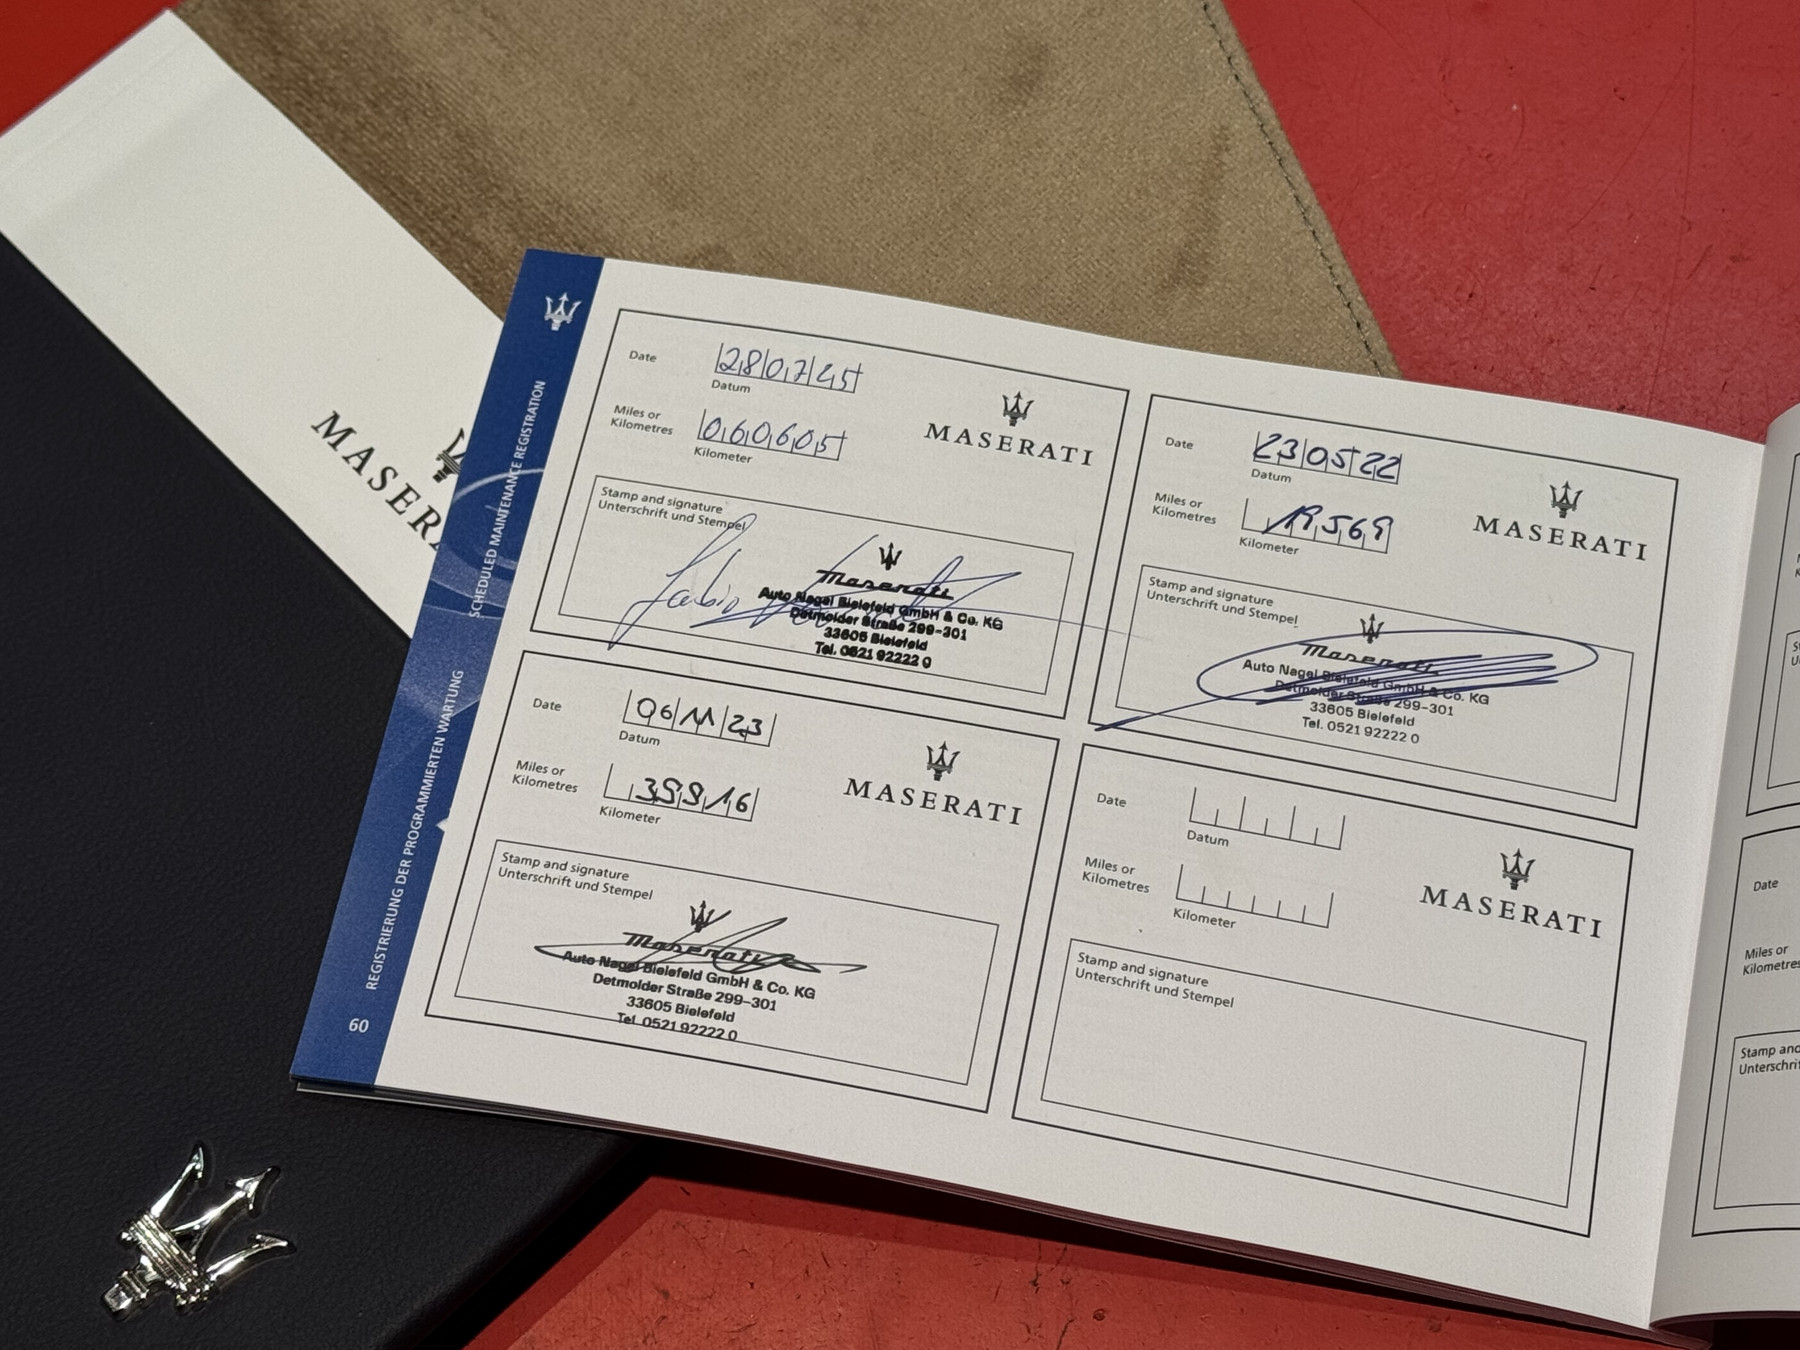 MASERA
SCHEDULED MAINTENANCE REGISTRATION
REGISTRIERUNG DER PROGRAMMIERTEN WARTUNG
60
Date
Datum
Miles or
Kilometres
060605
Kilometer
MASERATI
Stamp and signature
Unterschrift und Stempel
Fabio
Maserati
Auto Nagel Bielefeld GmbH & Co. KG
Detmolder Straße 299-301
33605 Bielefeld
Tel. 0521 92222 0
Date
23 05 22
Datum
Miles or
Kilometres
19569
Kilometer
MASERATI
Stamp and signature
Unterschrift und Stempel
Maserati
Auto Nagel Bielefeld GmbH & Co. KG
Detmolder Straße 299-301
33605 Bielefeld
Tel. 0521 92222 0
Date
06 11 23
Datum
Miles or
Kilometres
39916
Kilometer
MASERATI
Stamp and signature
Unterschrift und Stempel
Maserati
Auto Nagel Bielefeld GmbH & Co. KG
Detmolder Straße 299-301
33605 Bielefeld
Tel. 0521 92222 0
Date
Datum
Miles or
Kilometres
Kilometer
MASERATI
Stamp and signature
Unterschrift und Stempel
Date
Miles or
Kilometres
Stamp and
Unterschri